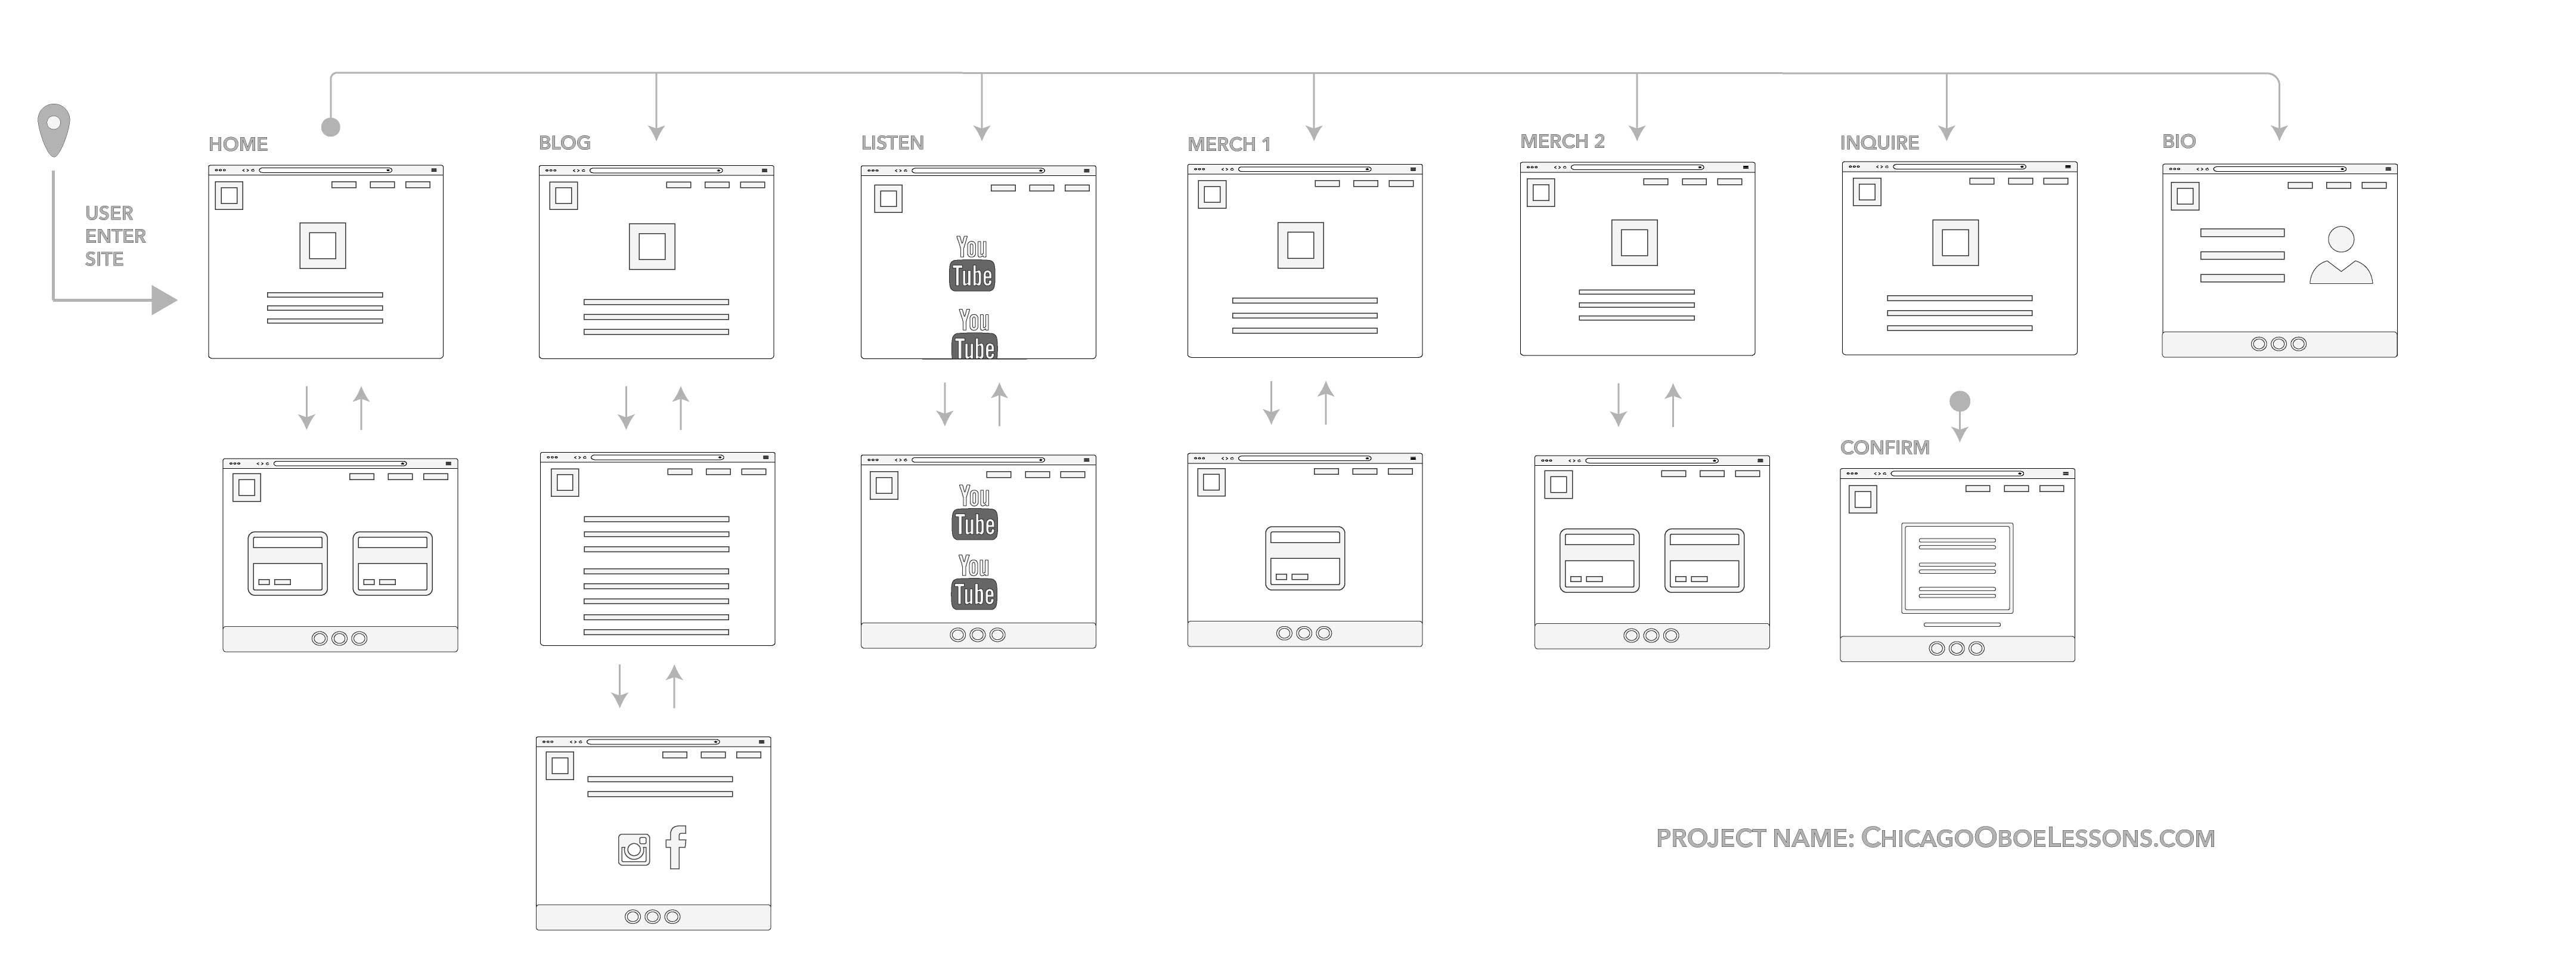 HOME
BLOG
LISTEN
MERCH 1
MERCH 2
INQUIRE
BIO
USER
ENTER
SITE
You
Tube
You
Tube
CONFIRM
You
Tube
You
Tube
PROJECT NAME: CHICAGOOBOELESSONS.COM